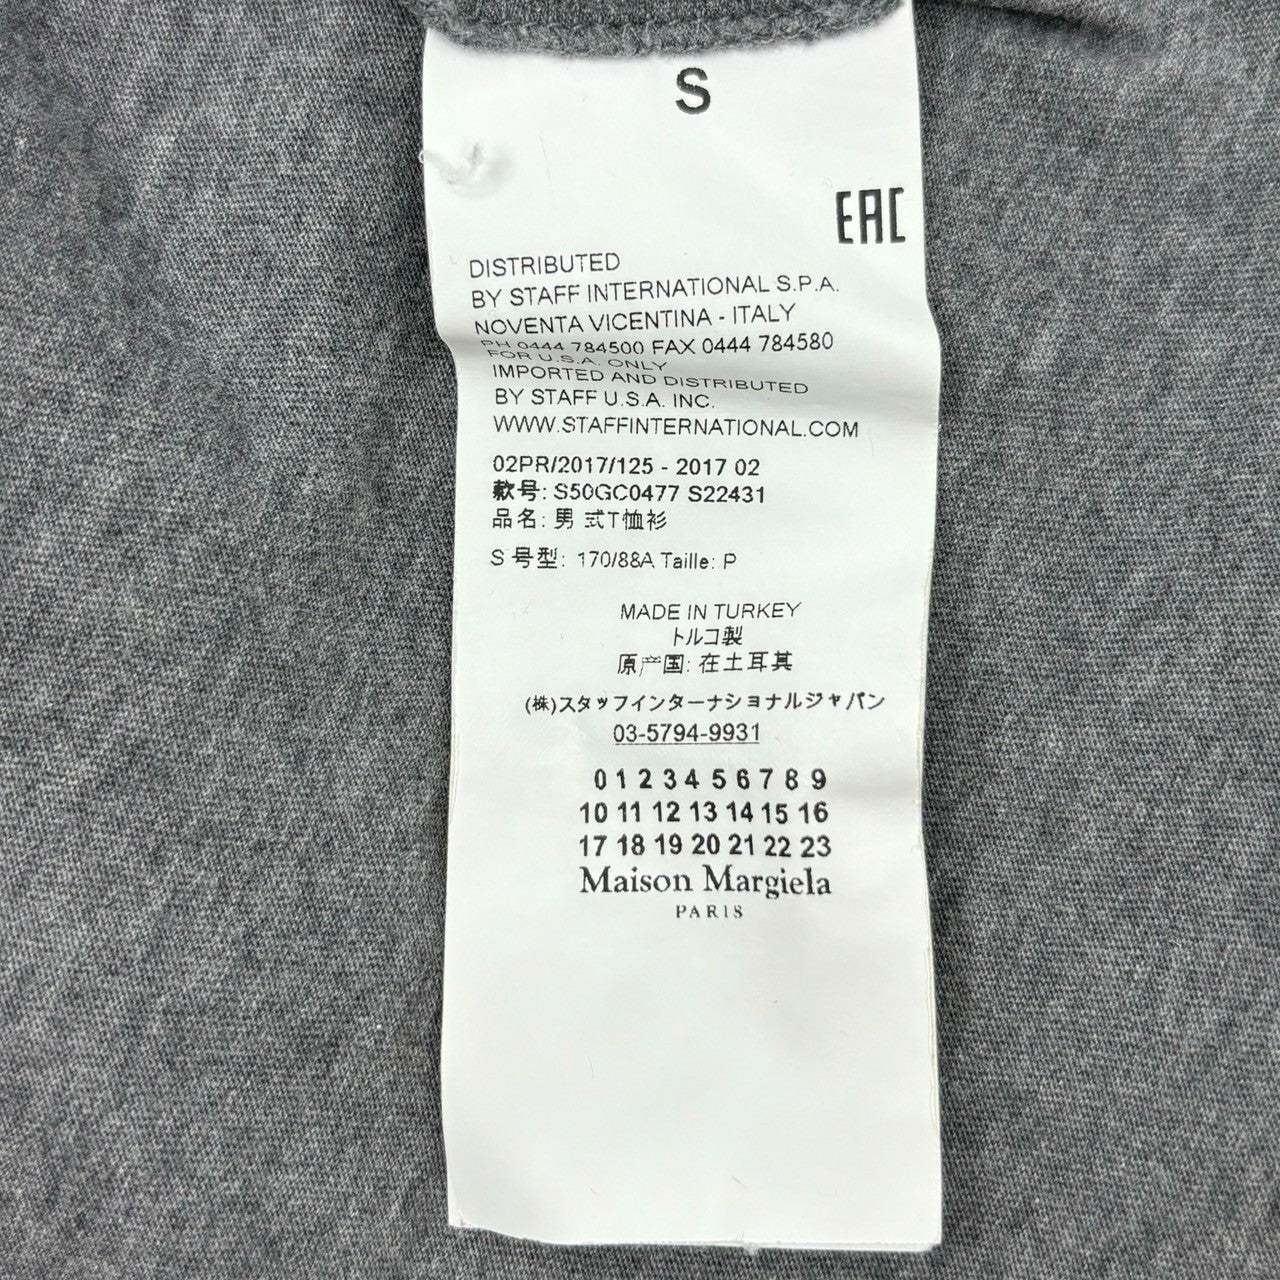 S
EAC
DISTRIBUTED
BY STAFF INTERNATIONAL S.P.A.
NOVENTA VICENTINA - ITALY
PH 0444 784500 FAX 0444 784580
FOR U.S.A. ONLY
IMPORTED AND DISTRIBUTED
BY STAFF U.S.A. INC.
WWW.STAFFINTERNATIONAL.COM
02PR/2017/125 - 2017 02
款号: S50GC0477 S22431
品名: 男 式T恤衫
S 号型: 170/88A Taille: P
MADE IN TURKEY
トルコ製
原产国: 在土耳其
(株)スタッフインターナショナルジャパン
03-5794-9931
0 1 2 3 4 5 6 7 8 9
10 11 12 13 14 15 16
17 18 19 20 21 22 23
Maison Margiela
PARIS